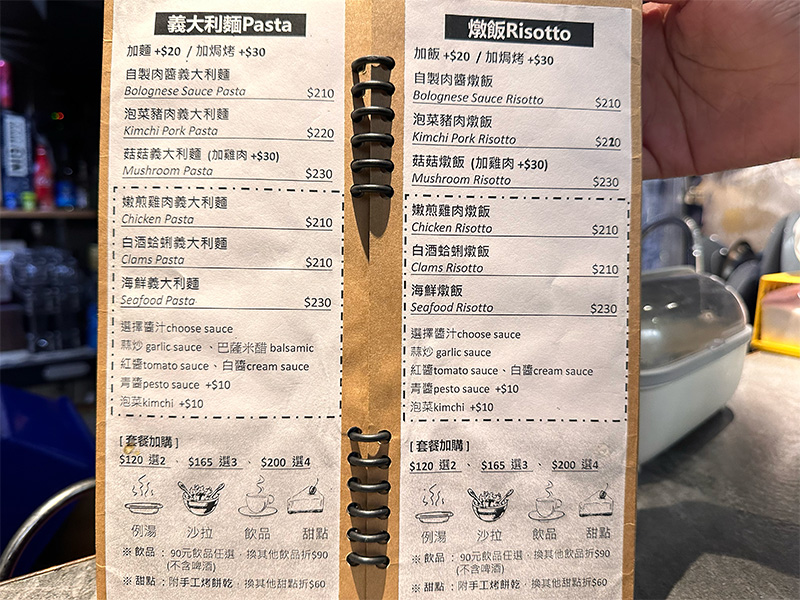 義大利麵Pasta
加麵 +$20 / 加焗烤 +$30
自製肉醬義大利麵
Bolognese Sauce Pasta $210
泡菜豬肉義大利麵
Kimchi Pork Pasta $220
菇菇義大利麵 (加雞肉 +$30)
Mushroom Pasta $230
嫩煎雞肉義大利麵
Chicken Pasta $210
白酒蛤蜊義大利麵
Clams Pasta $210
海鮮義大利麵
Seafood Pasta $230
選擇醬汁choose sauce
蒜炒 garlic sauce 、巴薩米醋 balsamic
紅醬tomato sauce、白醬cream sauce
青醬pesto sauce +$10
泡菜kimchi +$10
[ 套餐加購 ]
$120 選2 、 $165 選3 、 $200 選4
例湯 沙拉 飲品 甜點
※ 飲品 : 90元飲品任選，換其他飲品折$90
(不含啤酒)
※ 甜點 : 附手工烤餅乾，換其他甜點折$60
燉飯Risotto
加飯 +$20 / 加焗烤 +$30
自製肉醬燉飯
Bolognese Sauce Risotto $210
泡菜豬肉燉飯
Kimchi Pork Risotto $220
菇菇燉飯 (加雞肉 +$30)
Mushroom Risotto $230
嫩煎雞肉燉飯
Chicken Risotto $210
白酒蛤蜊燉飯
Clams Risotto $210
海鮮燉飯
Seafood Risotto $230
選擇醬汁choose sauce
蒜炒 garlic sauce
紅醬tomato sauce、白醬cream sauce
青醬pesto sauce +$10
泡菜kimchi +$10
[ 套餐加購 ]
$120 選2 、 $165 選3 、 $200 選4
例湯 沙拉 飲品 甜點
※ 飲品 : 90元飲品任選，換其他飲品折$90
(不含啤酒)
※ 甜點 : 附手工烤餅乾，換其他甜點折$60